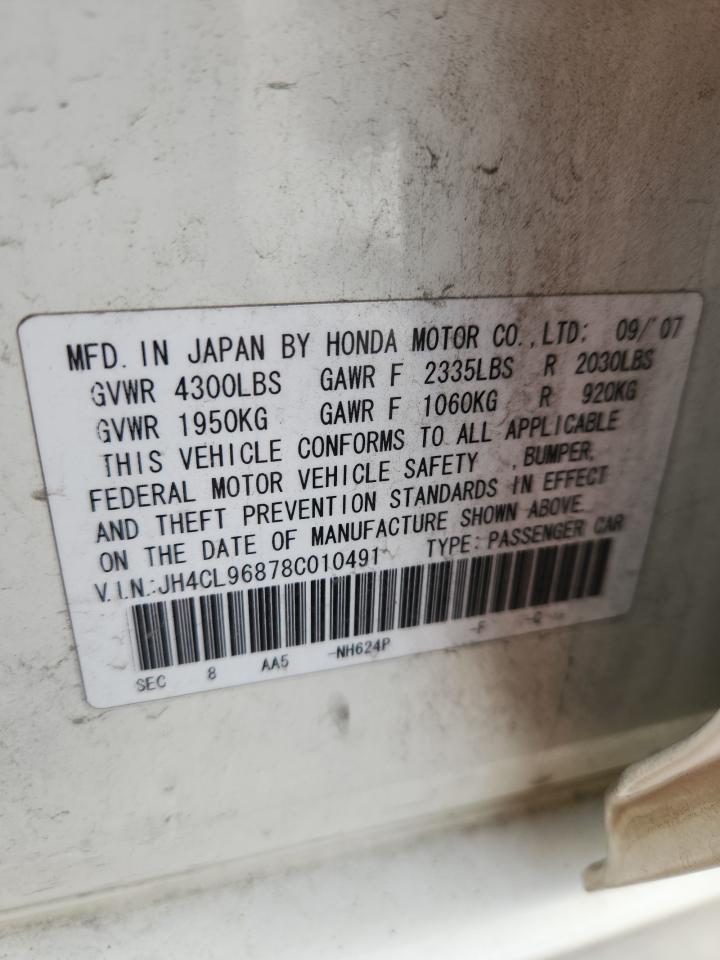 MFD. IN JAPAN BY HONDA MOTOR CO.,LTD: 09/'07
GVWR 4300LBS GAWR F 2335LBS R 2030LBS
GVWR 1950KG GAWR F 1060KG R 920KG
THIS VEHICLE CONFORMS TO ALL APPLICABLE
FEDERAL MOTOR VEHICLE SAFETY ,BUMPER,
AND THEFT PREVENTION STANDARDS IN EFFECT
ON THE DATE OF MANUFACTURE SHOWN ABOVE.
V.I.N.:JH4CL96878C010491 TYPE:PASSENGER CAR
SEC 8 AA5 -NH624P -F